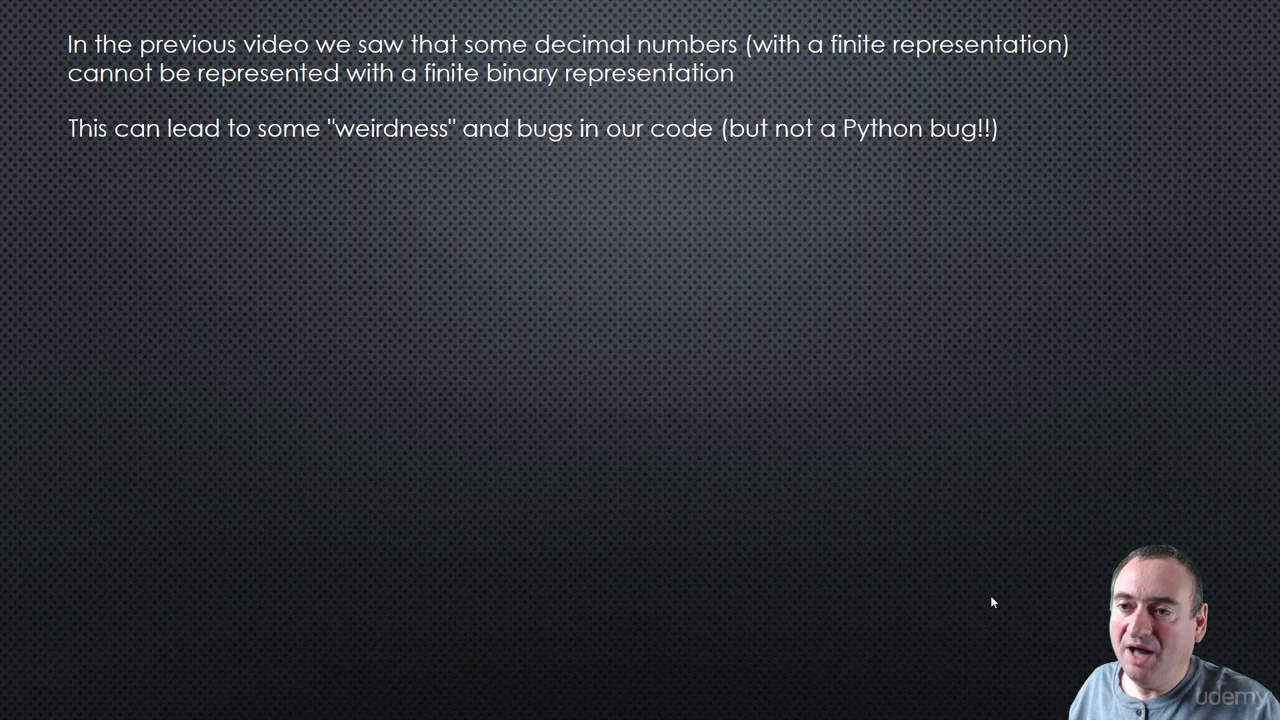 In the previous video we saw that some decimal numbers (with a finite representation)
cannot be represented with a finite binary representation
This can lead to some "weirdness" and bugs in our code (but not a Python bug!!)
udemy